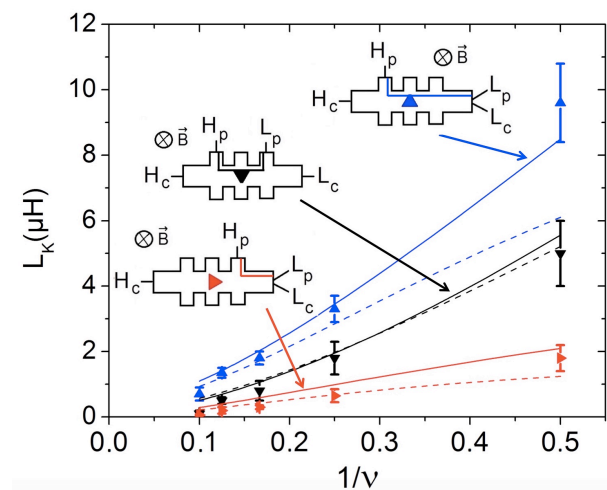 12
10
8
6
4
2
0
L_K(μH)
0.0
0.1
0.2
0.3
0.4
0.5
1/ν
H_p
⊗ B⃗
H_c
L_p
L_c
⊗ B⃗
H_p
L_p
H_c
L_c
⊗ B⃗
H_p
H_c
L_p
L_c